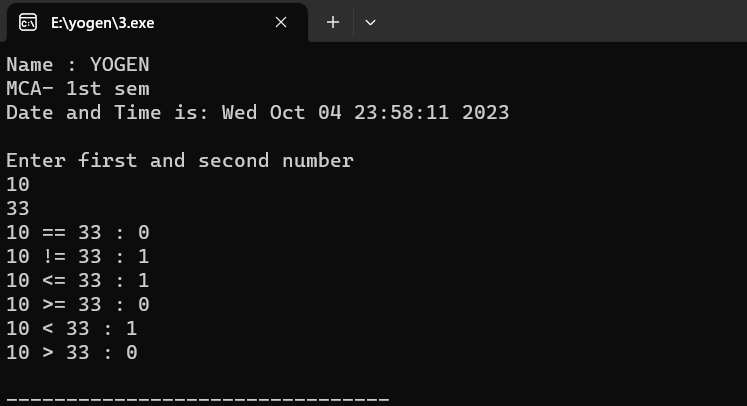 E:\yogen\3.exe
Name : YOGEN
MCA- 1st sem
Date and Time is: Wed Oct 04 23:58:11 2023
Enter first and second number
10
33
10 == 33 : 0
10 != 33 : 1
10 <= 33 : 1
10 >= 33 : 0
10 < 33 : 1
10 > 33 : 0
--------------------------------